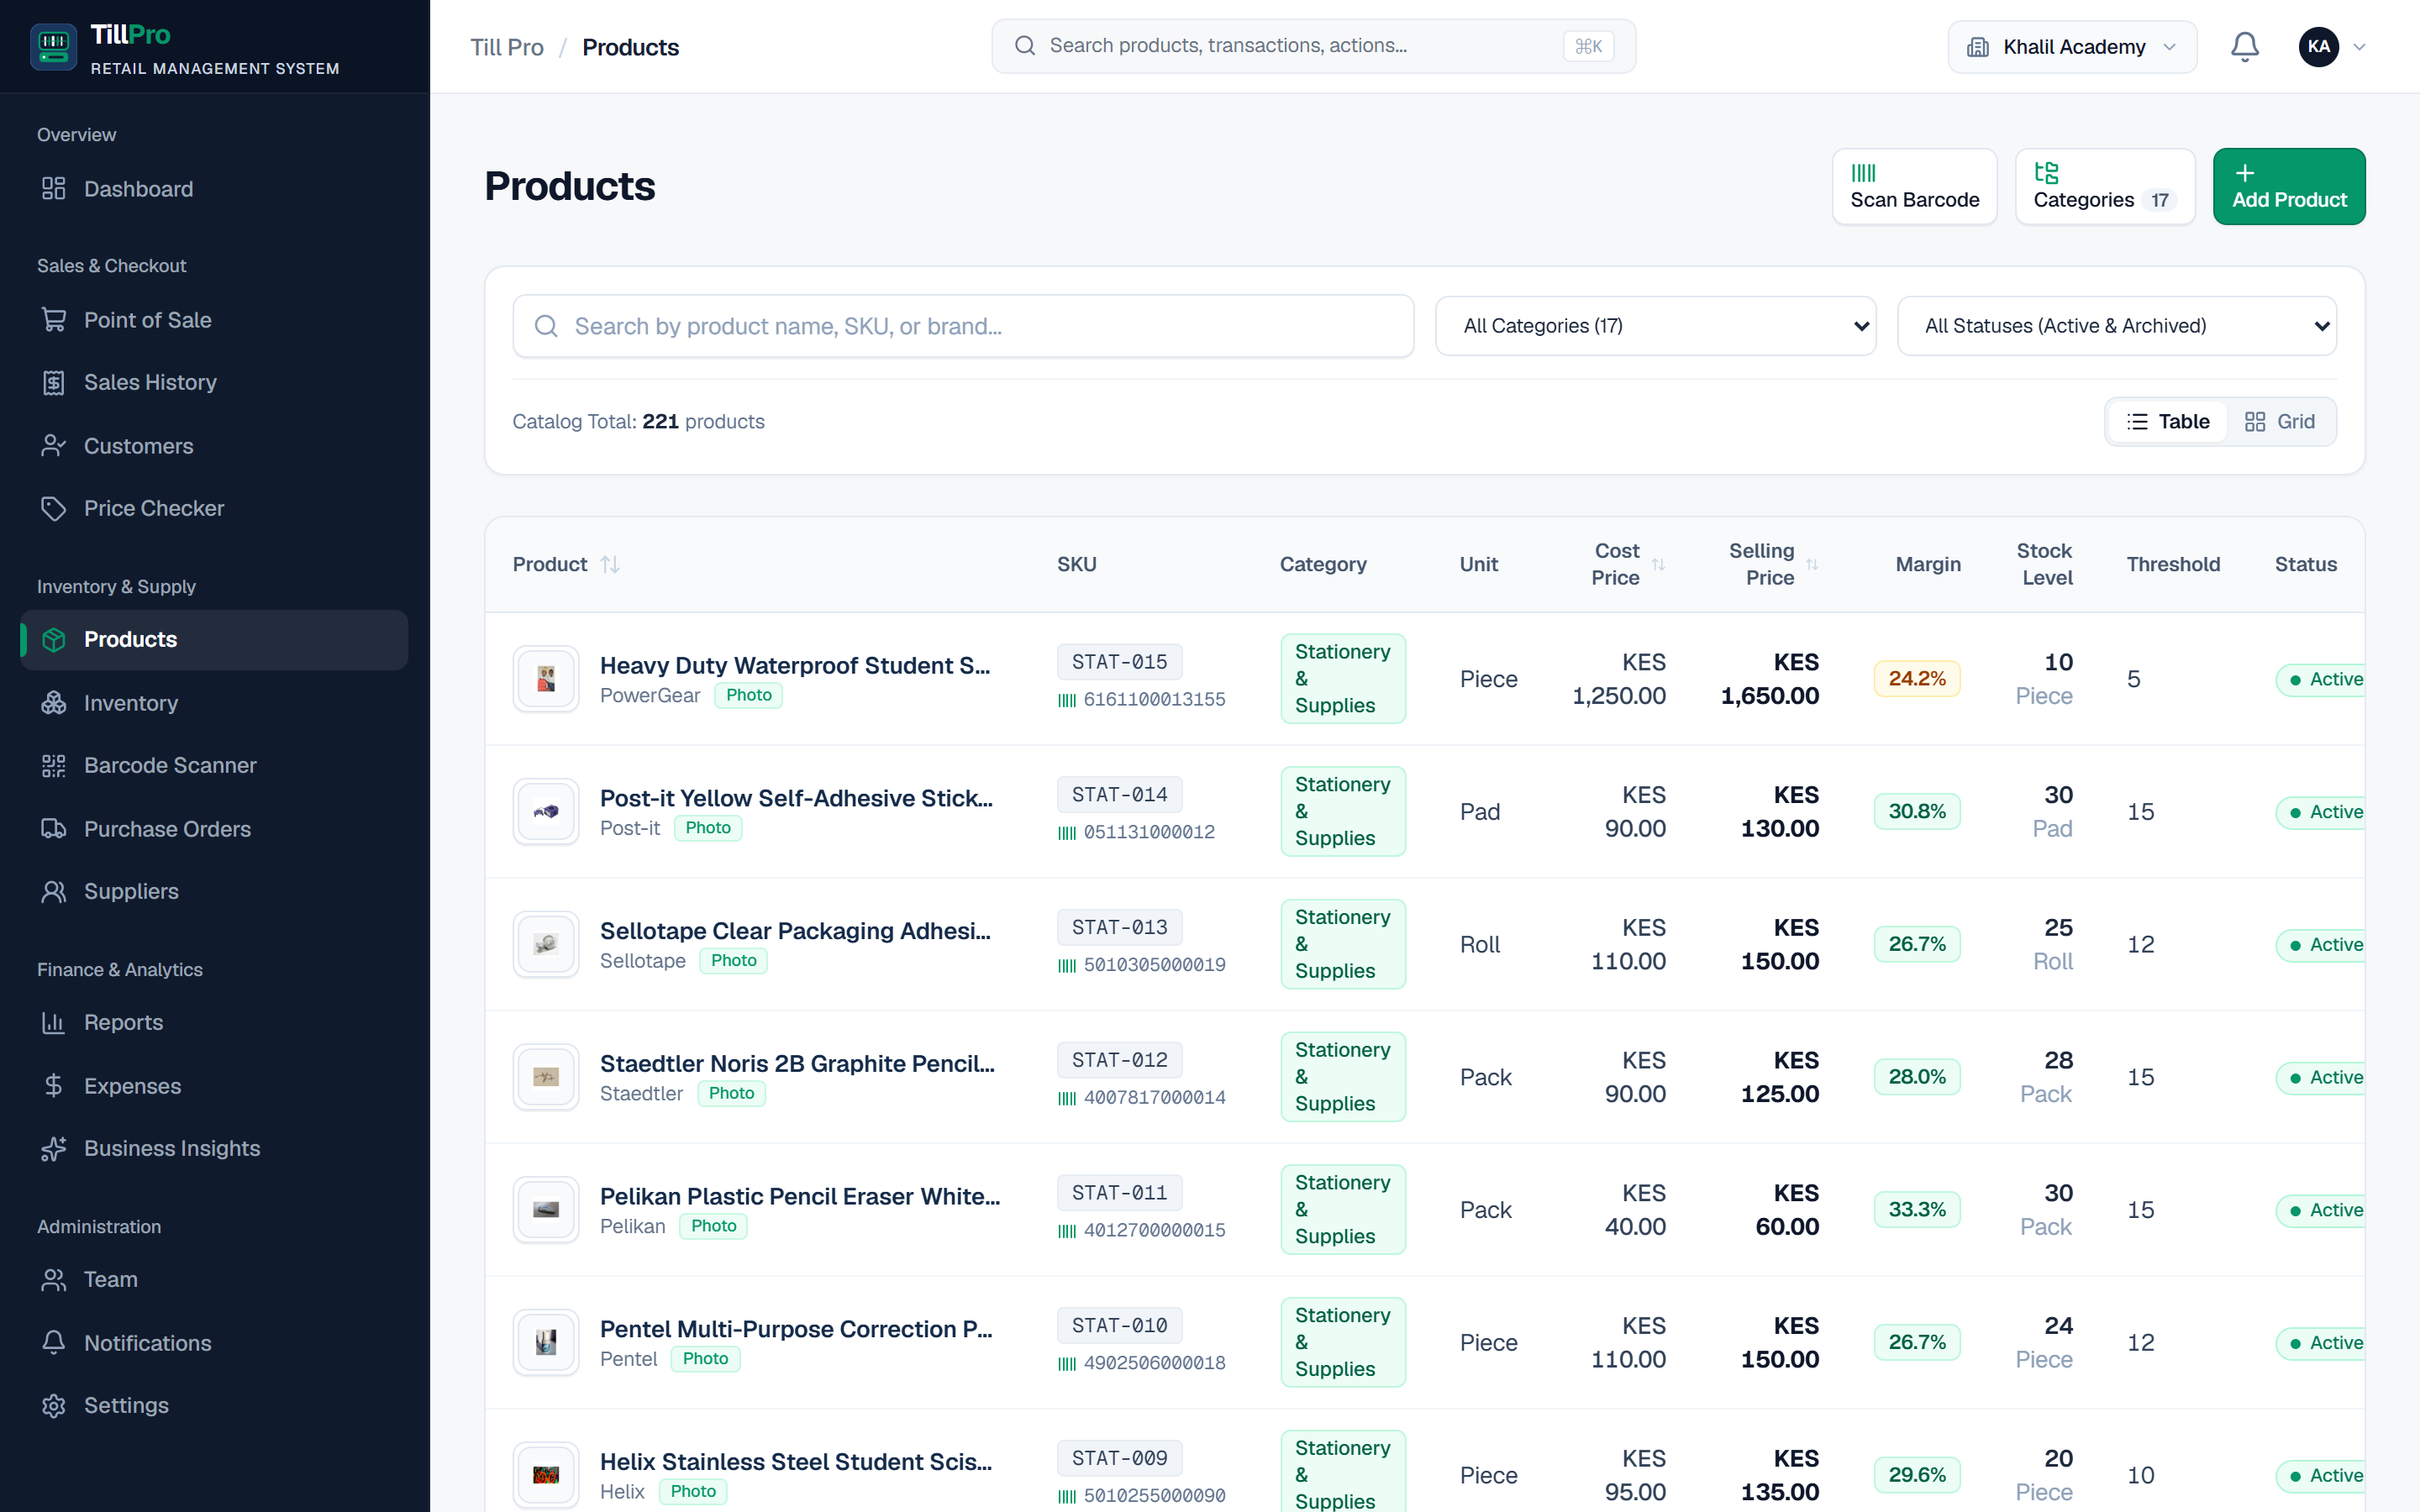 TillPro
RETAIL MANAGEMENT SYSTEM
Overview
Dashboard
Sales & Checkout
Point of Sale
Sales History
Customers
Price Checker
Inventory & Supply
Products
Inventory
Barcode Scanner
Purchase Orders
Suppliers
Finance & Analytics
Reports
Expenses
Business Insights
Administration
Team
Notifications
Settings
Till Pro / Products
Search products, transactions, actions...
⌘K
Khalil Academy
KA
Products
Scan Barcode
Categories 17
Add Product
Search by product name, SKU, or brand...
All Categories (17)
All Statuses (Active & Archived)
Catalog Total: 221 products
Table
Grid
Product
SKU
Category
Unit
Cost
Price
Selling
Price
Margin
Stock
Level
Threshold
Status
Heavy Duty Waterproof Student S...
PowerGear Photo
STAT-015
6161100013155
Stationery
&
Supplies
Piece
KES
1,250.00
KES
1,650.00
24.2%
10
Piece
5
Active
Post-it Yellow Self-Adhesive Stick...
Post-it Photo
STAT-014
051131000012
Stationery
&
Supplies
Pad
KES
90.00
KES
130.00
30.8%
30
Pad
15
Active
Sellotape Clear Packaging Adhesi...
Sellotape Photo
STAT-013
5010305000019
Stationery
&
Supplies
Roll
KES
110.00
KES
150.00
26.7%
25
Roll
12
Active
Staedtler Noris 2B Graphite Pencil...
Staedtler Photo
STAT-012
4007817000014
Stationery
&
Supplies
Pack
KES
90.00
KES
125.00
28.0%
28
Pack
15
Active
Pelikan Plastic Pencil Eraser White...
Pelikan Photo
STAT-011
4012700000015
Stationery
&
Supplies
Pack
KES
40.00
KES
60.00
33.3%
30
Pack
15
Active
Pentel Multi-Purpose Correction P...
Pentel Photo
STAT-010
4902506000018
Stationery
&
Supplies
Piece
KES
110.00
KES
150.00
26.7%
24
Piece
12
Active
Helix Stainless Steel Student Scis...
Helix Photo
STAT-009
5010255000090
Stationery
&
Supplies
Piece
KES
95.00
KES
135.00
29.6%
20
Piece
10
Active